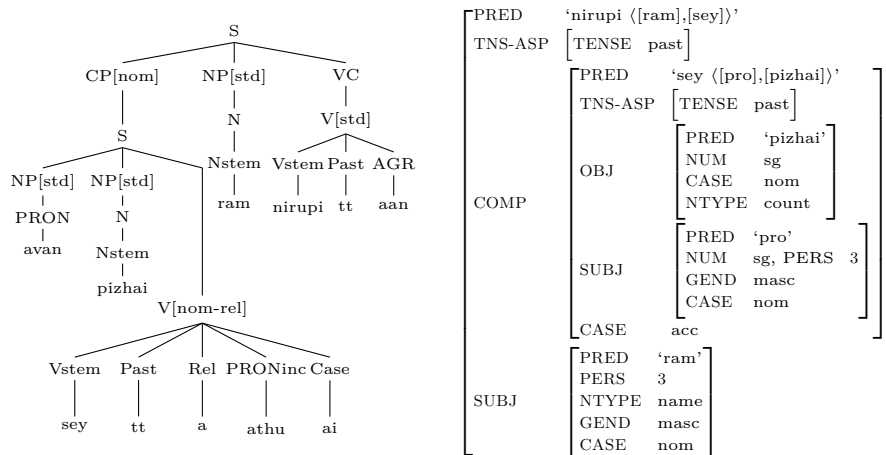 S
CP[nom] NP[std] VC
S N V[std]
NP[std] NP[std] Nstem Vstem Past AGR
PRON N ram nirupi tt aan
avan Nstem
pizhai
V[nom-rel]
Vstem Past Rel PRONinc Case
sey tt a athu ai
PRED ‘nirupi ⟨[ram],[sey]⟩’
TNS-ASP [TENSE past]
COMP
PRED ‘sey ⟨[pro],[pizhai]⟩’
TNS-ASP [TENSE past]
OBJ
PRED ‘pizhai’
NUM sg
CASE nom
NTYPE count
SUBJ
PRED ‘pro’
NUM sg, PERS 3
GEND masc
CASE nom
CASE acc
SUBJ
PRED ‘ram’
PERS 3
NTYPE name
GEND masc
CASE nom